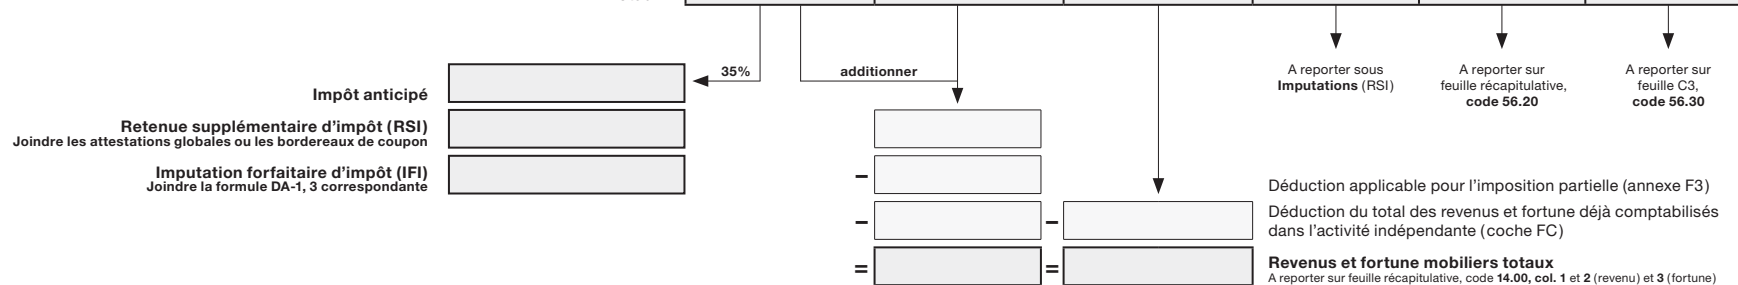 35%
additionner
A reporter sous
Imputations (RSI)
A reporter sur
feuille récapitulative,
code 56.20
A reporter sur
feuille C3,
code 56.30
Impôt anticipé
Retenue supplémentaire d'impôt (RSI)
Joindre les attestations globales ou les bordereaux de coupon
Imputation forfaitaire d'impôt (IFI)
Joindre la formule DA-1, 3 correspondante
–
Déduction applicable pour l'imposition partielle (annexe F3)
– –
Déduction du total des revenus et fortune déjà comptabilisés
dans l'activité indépendante (coche FC)
= =
Revenus et fortune mobiliers totaux
A reporter sur feuille récapitulative, code 14.00, col. 1 et 2 (revenu) et 3 (fortune)